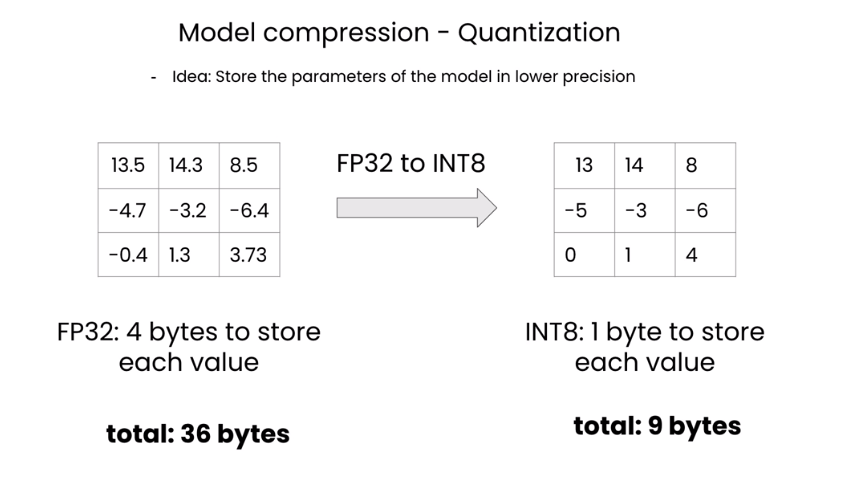 Model compression - Quantization
- Idea: Store the parameters of the model in lower precision
13.5 14.3 8.5
-4.7 -3.2 -6.4
-0.4 1.3 3.73
FP32 to INT8
13 14 8
-5 -3 -6
0 1 4
FP32: 4 bytes to store
each value
total: 36 bytes
INT8: 1 byte to store
each value
total: 9 bytes